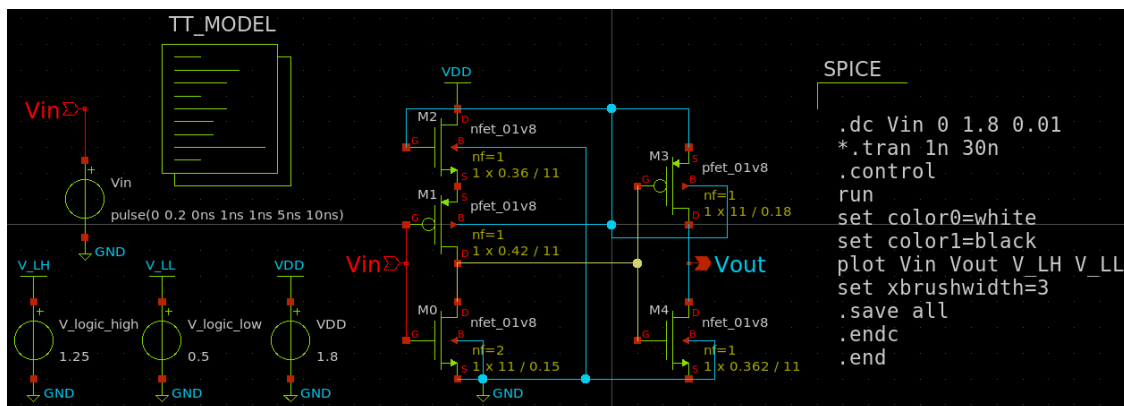 TT_MODEL
Vin
+
Vin
pulse(0 0.2 0ns 1ns 1ns 5ns 10ns)
GND
V_LH
+
V_logic_high
1.25
GND
V_LL
+
V_logic_low
0.5
GND
VDD
+
VDD
1.8
GND
VDD
M2
D
nfet_01v8
G
B
nf=1
S
1 x 0.36 / 11
M1
S
pfet_01v8
G
B
nf=1
D
1 x 0.42 / 11
Vin
M0
D
nfet_01v8
G
B
nf=2
S
1 x 11 / 0.15
GND
M3
S
pfet_01v8
G
B
nf=1
D
1 x 11 / 0.18
Vout
M4
D
nfet_01v8
G
B
nf=1
S
1 x 0.362 / 11
SPICE
.dc Vin 0 1.8 0.01
*.tran 1n 30n
.control
run
set color0=white
set color1=black
plot Vin Vout V_LH V_LL
set xbrushwidth=3
.save all
.endc
.end